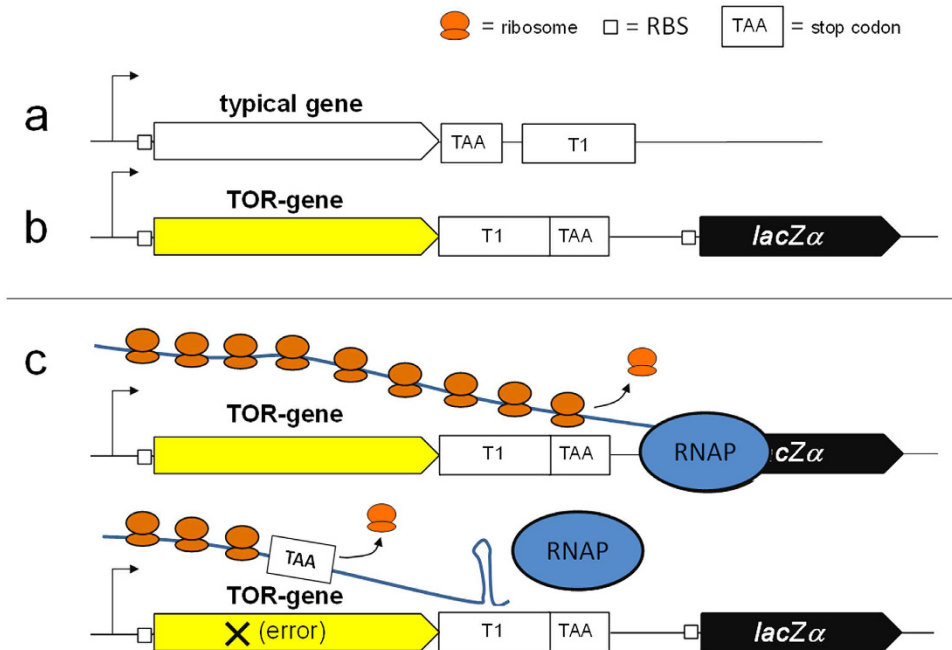 = ribosome = RBS TAA = stop codon
a
typical gene
TAA T1
b
TOR-gene
T1 TAA lacZα
c
TOR-gene
T1 TAA RNAP cZα
TAA RNAP
TOR-gene
X (error) T1 TAA lacZα